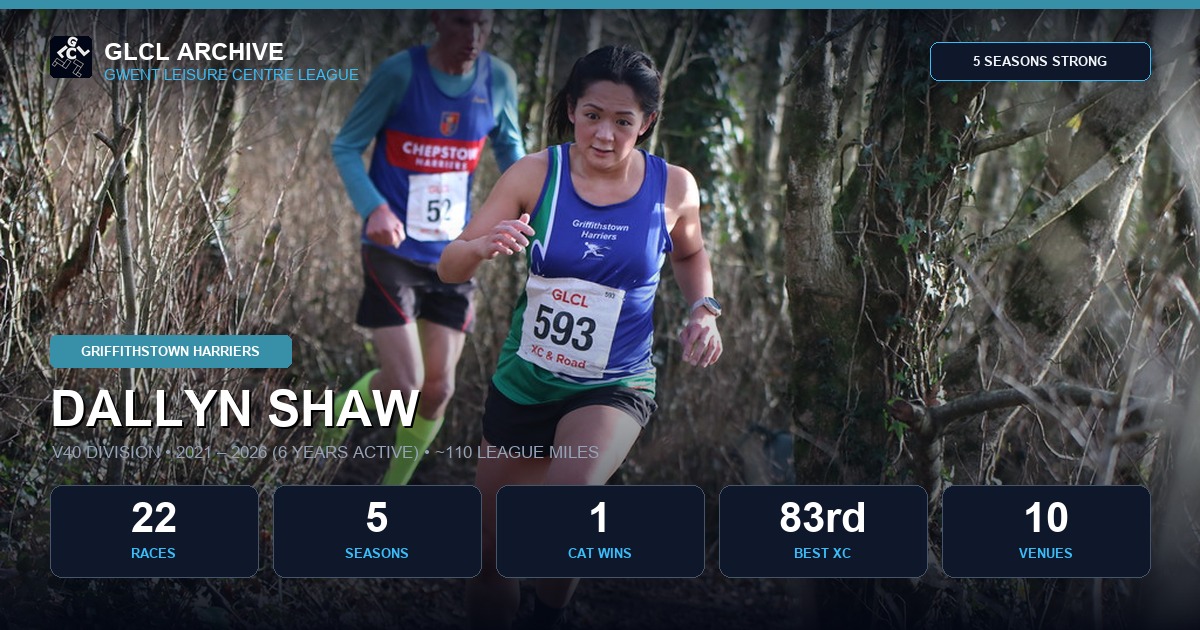 GLCL ARCHIVE
GWENT LEISURE CENTRE LEAGUE
5 SEASONS STRONG
CHEPSTOW
HARRIERS
GLCL
52
Griffithstown
Harriers
GLCL
593
593
XC & Road
GRIFFITHSTOWN HARRIERS
DALLYN SHAW
V40 DIVISION • 2021 – 2026 (6 YEARS ACTIVE) • ~110 LEAGUE MILES
22
RACES
5
SEASONS
1
CAT WINS
83rd
BEST XC
10
VENUES